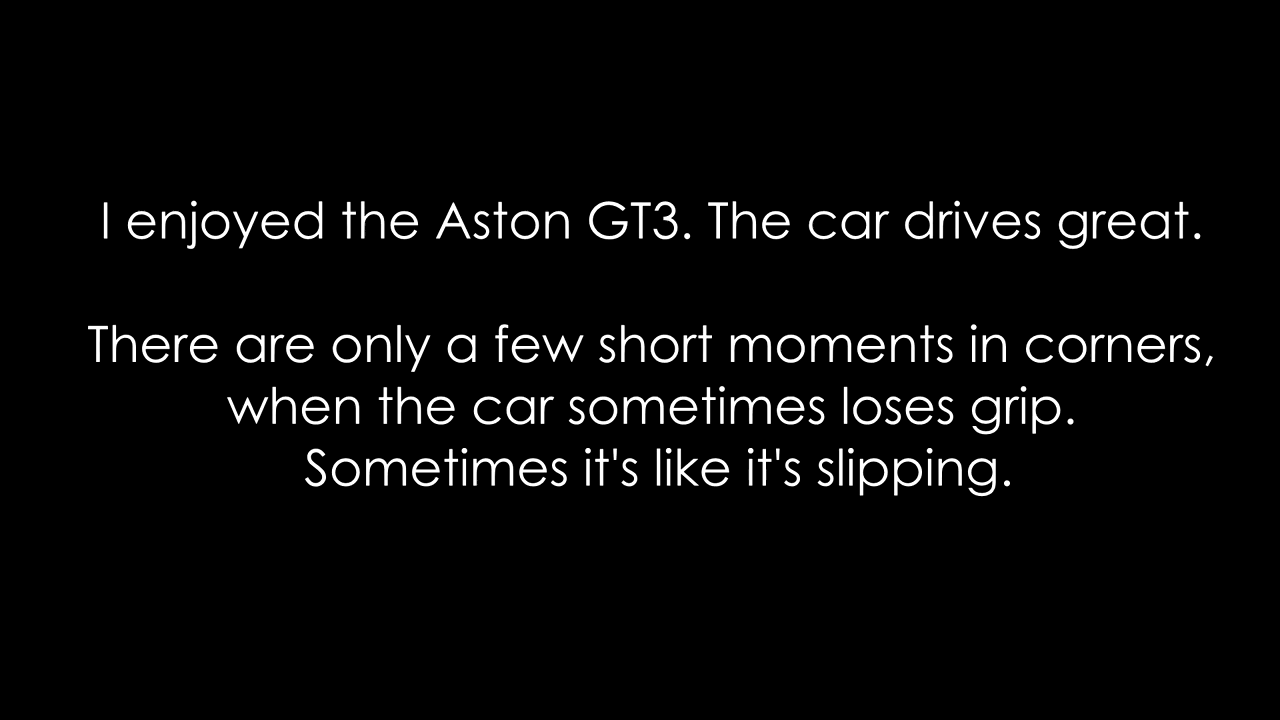 I enjoyed the Aston GT3. The car drives great.
There are only a few short moments in corners,
when the car sometimes loses grip.
Sometimes it's like it's slipping.